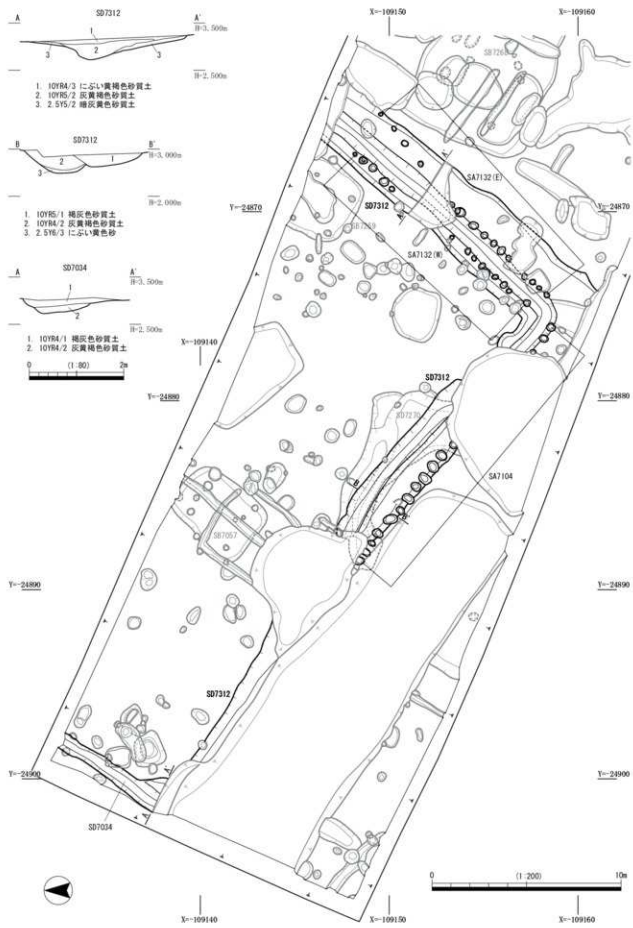 SD7312
A A'
H=3.500m
1
2
3 3
H=2.500m
1. 10YR4/3 にぶい黄褐色砂質土
2. 10YR5/2 灰黄褐色砂質土
3. 2.5Y5/2 暗灰黄色砂質土
SD7312
B B'
H=3.000m
2 1
3
H=2.000m
1. 10YR5/1 褐灰色砂質土
2. 10YR4/2 灰黄褐色砂質土
3. 2.5Y6/3 にぶい黄色砂
SD7034
A A'
H=3.500m
1
2
H=2.500m
1. 10YR4/1 褐灰色砂質土
2. 10YR4/2 灰黄褐色砂質土
0 (1:80) 2m
X=-109150 X=-109160
SB7268
SA7132(E)
Y=-24870 SD7312 Y=-24870
SA7132(W)
X=-109140
SD7312
Y=-24880 Y=-24880
SD7270
SA7104
B
SB7057
Y=-24890 Y=-24890
SD7312
Y=-24900 Y=-24900
SD7034
A
0 (1:200) 10m
X=-109140 X=-109150 X=-109160